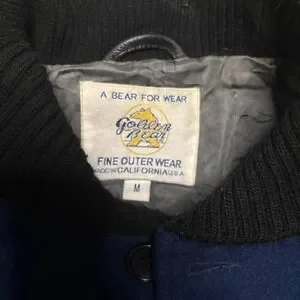 A BEAR FOR WEAR
Golden
Bear
FINE OUTER WEAR
MADE IN CALIFORNIA U.S.A
M